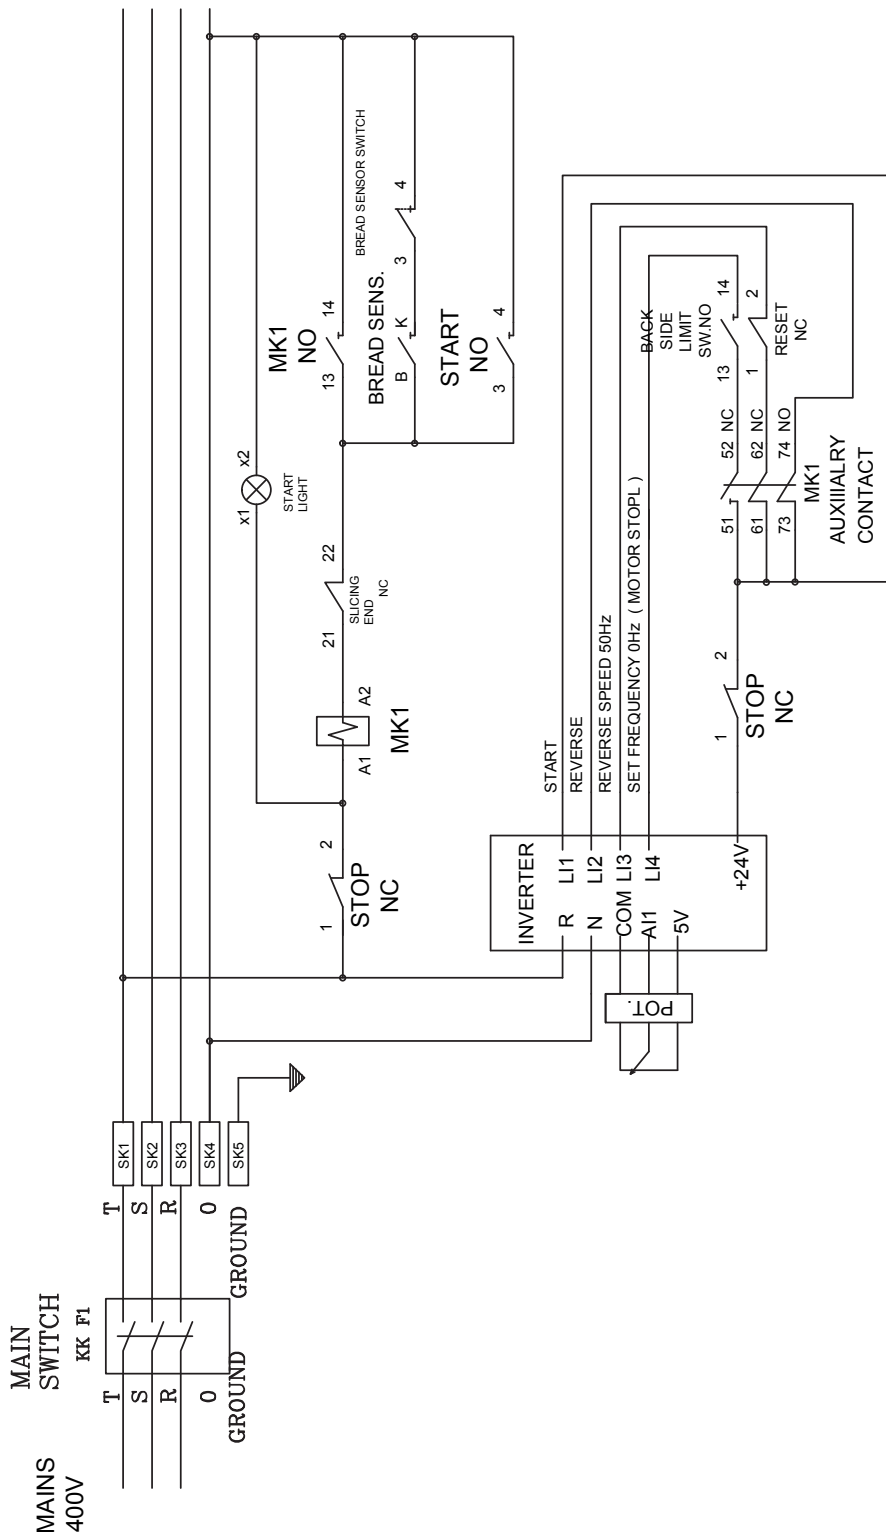 MAINS
400V
MAIN
SWITCH
KK F1
T
S
R
0
GROUND
T
S
R
0
GROUND
SK1
SK2
SK3
SK4
SK5
1
2
STOP
NC
A1
A2
MK1
21
22
SLICING
END
NC
x1
x2
START
LIGHT
MK1
NO
13
14
BREAD SENS.
B
K
3
4
BREAD SENSOR SWITCH
START
NO
3
4
INVERTER
R
N
COM
AI1
5V
LI1
LI2
LI3
LI4
+24V
POT.
START
REVERSE
REVERSE SPEED 50Hz
SET FREQUENCY 0Hz ( MOTOR STOPL )
1
2
STOP
NC
51
52 NC
61
62 NC
73
74 NO
MK1
AUXIIIALRY
CONTACT
13
14
BACK
SIDE
LIMIT
SW.NO
1
2
RESET
NC